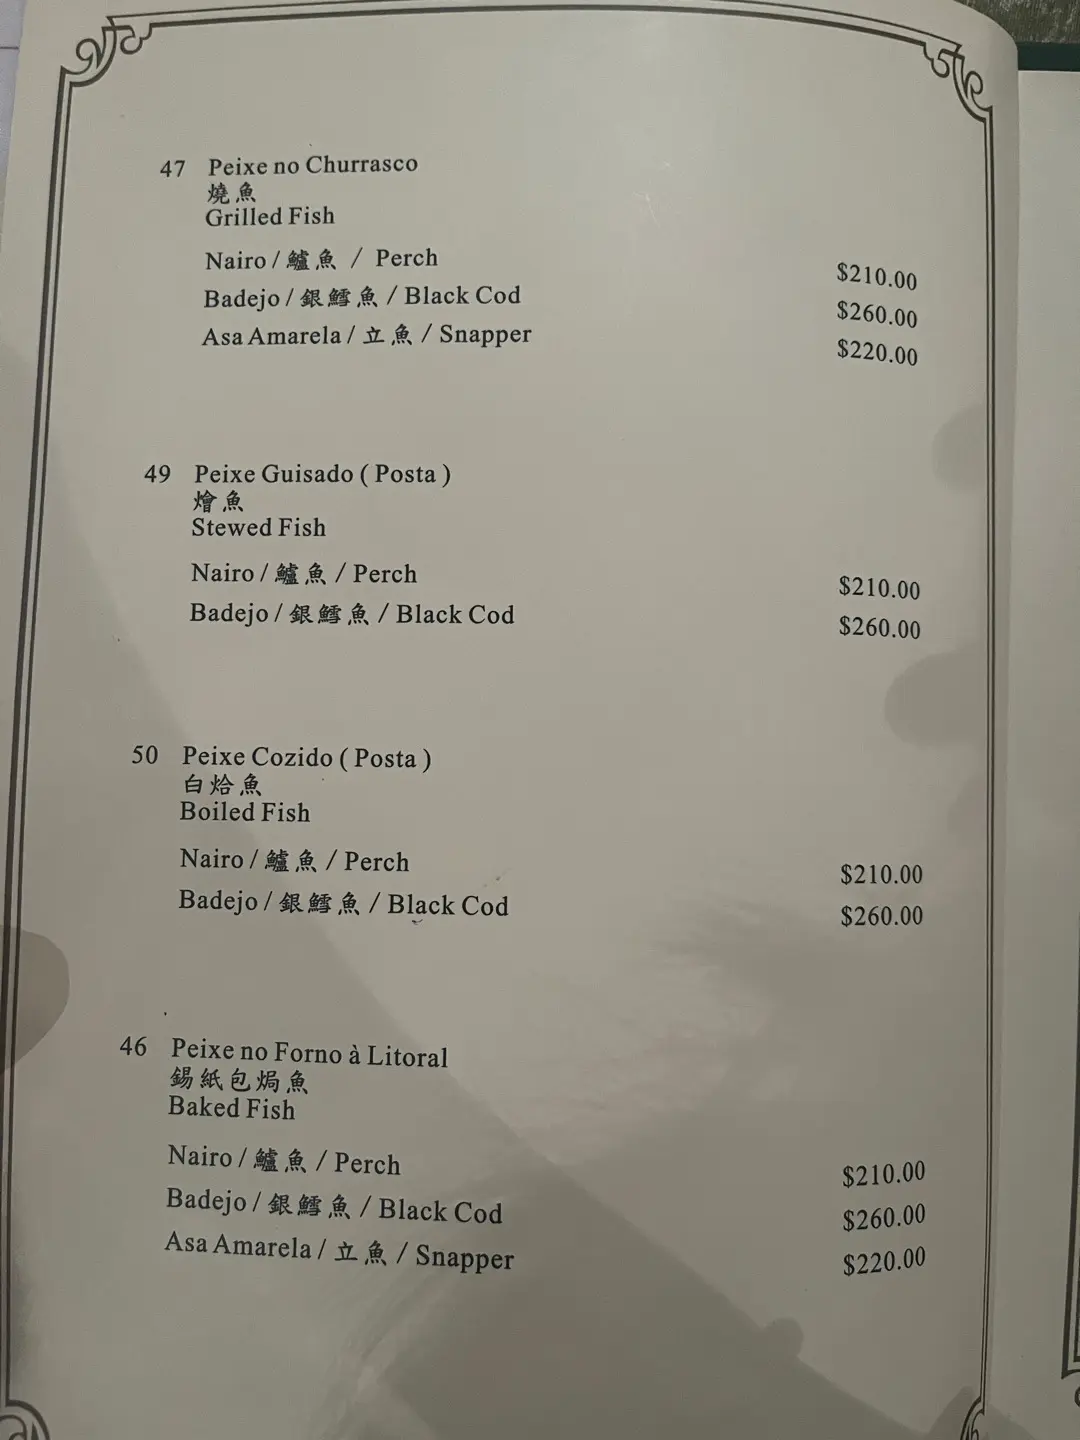 47 Peixe no Churrasco
燒魚
Grilled Fish
Nairo / 鱸魚 / Perch $210.00
Badejo / 銀鱈魚 / Black Cod $260.00
Asa Amarela / 立魚 / Snapper $220.00
49 Peixe Guisado ( Posta )
燴魚
Stewed Fish
Nairo / 鱸魚 / Perch $210.00
Badejo / 銀鱈魚 / Black Cod $260.00
50 Peixe Cozido ( Posta )
白烚魚
Boiled Fish
Nairo / 鱸魚 / Perch $210.00
Badejo / 銀鱈魚 / Black Cod $260.00
46 Peixe no Forno à Litoral
錫紙包焗魚
Baked Fish
Nairo / 鱸魚 / Perch $210.00
Badejo / 銀鱈魚 / Black Cod $260.00
Asa Amarela / 立魚 / Snapper $220.00